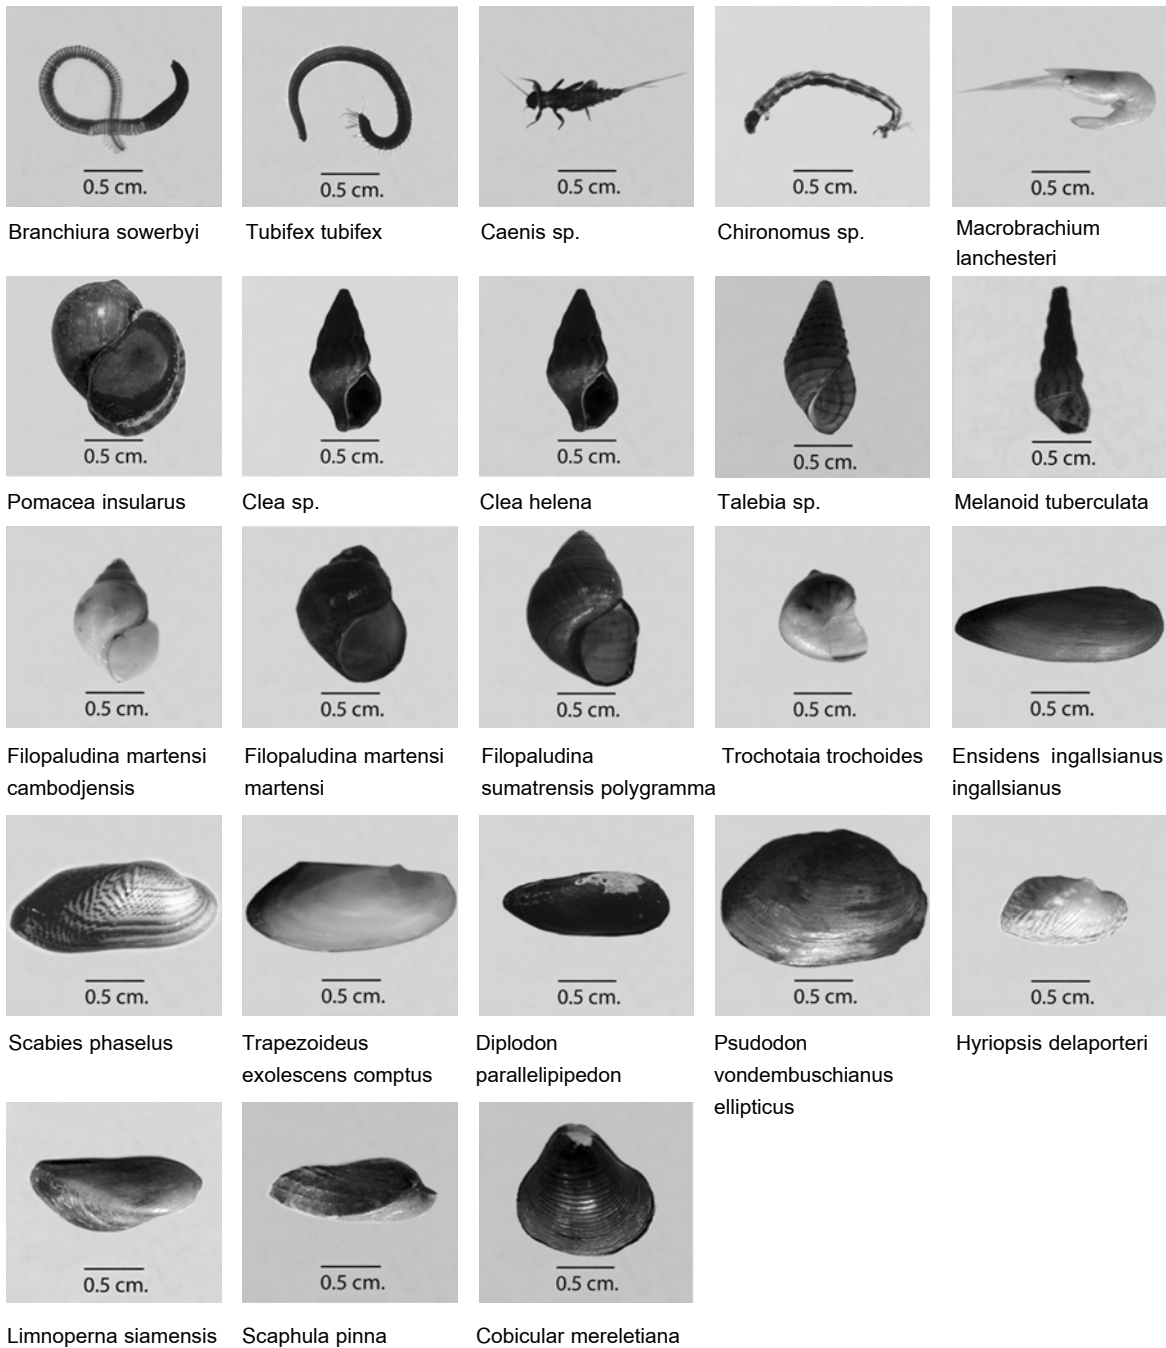 0.5 cm.
0.5 cm.
0.5 cm.
0.5 cm.
0.5 cm.
Branchiura sowerbyi
Tubifex tubifex
Caenis sp.
Chironomus sp.
Macrobrachium
lanchesteri
0.5 cm.
0.5 cm.
0.5 cm.
0.5 cm.
0.5 cm.
Pomacea insularus
Clea sp.
Clea helena
Talebia sp.
Melanoid tuberculata
0.5 cm.
0.5 cm.
0.5 cm.
0.5 cm.
0.5 cm.
Filopaludina martensi
cambodjensis
Filopaludina martensi
martensi
Filopaludina
sumatrensis polygramma
Trochotaia trochoides
Ensidens ingallsianus
ingallsianus
0.5 cm.
0.5 cm.
0.5 cm.
0.5 cm.
0.5 cm.
Scabies phaselus
Trapezoideus
exolescens comptus
Diplodon
parallelipipedon
Psudodon
vondembuschianus
ellipticus
Hyriopsis delaporteri
0.5 cm.
0.5 cm.
0.5 cm.
Limnoperna siamensis
Scaphula pinna
Cobicular mereletiana